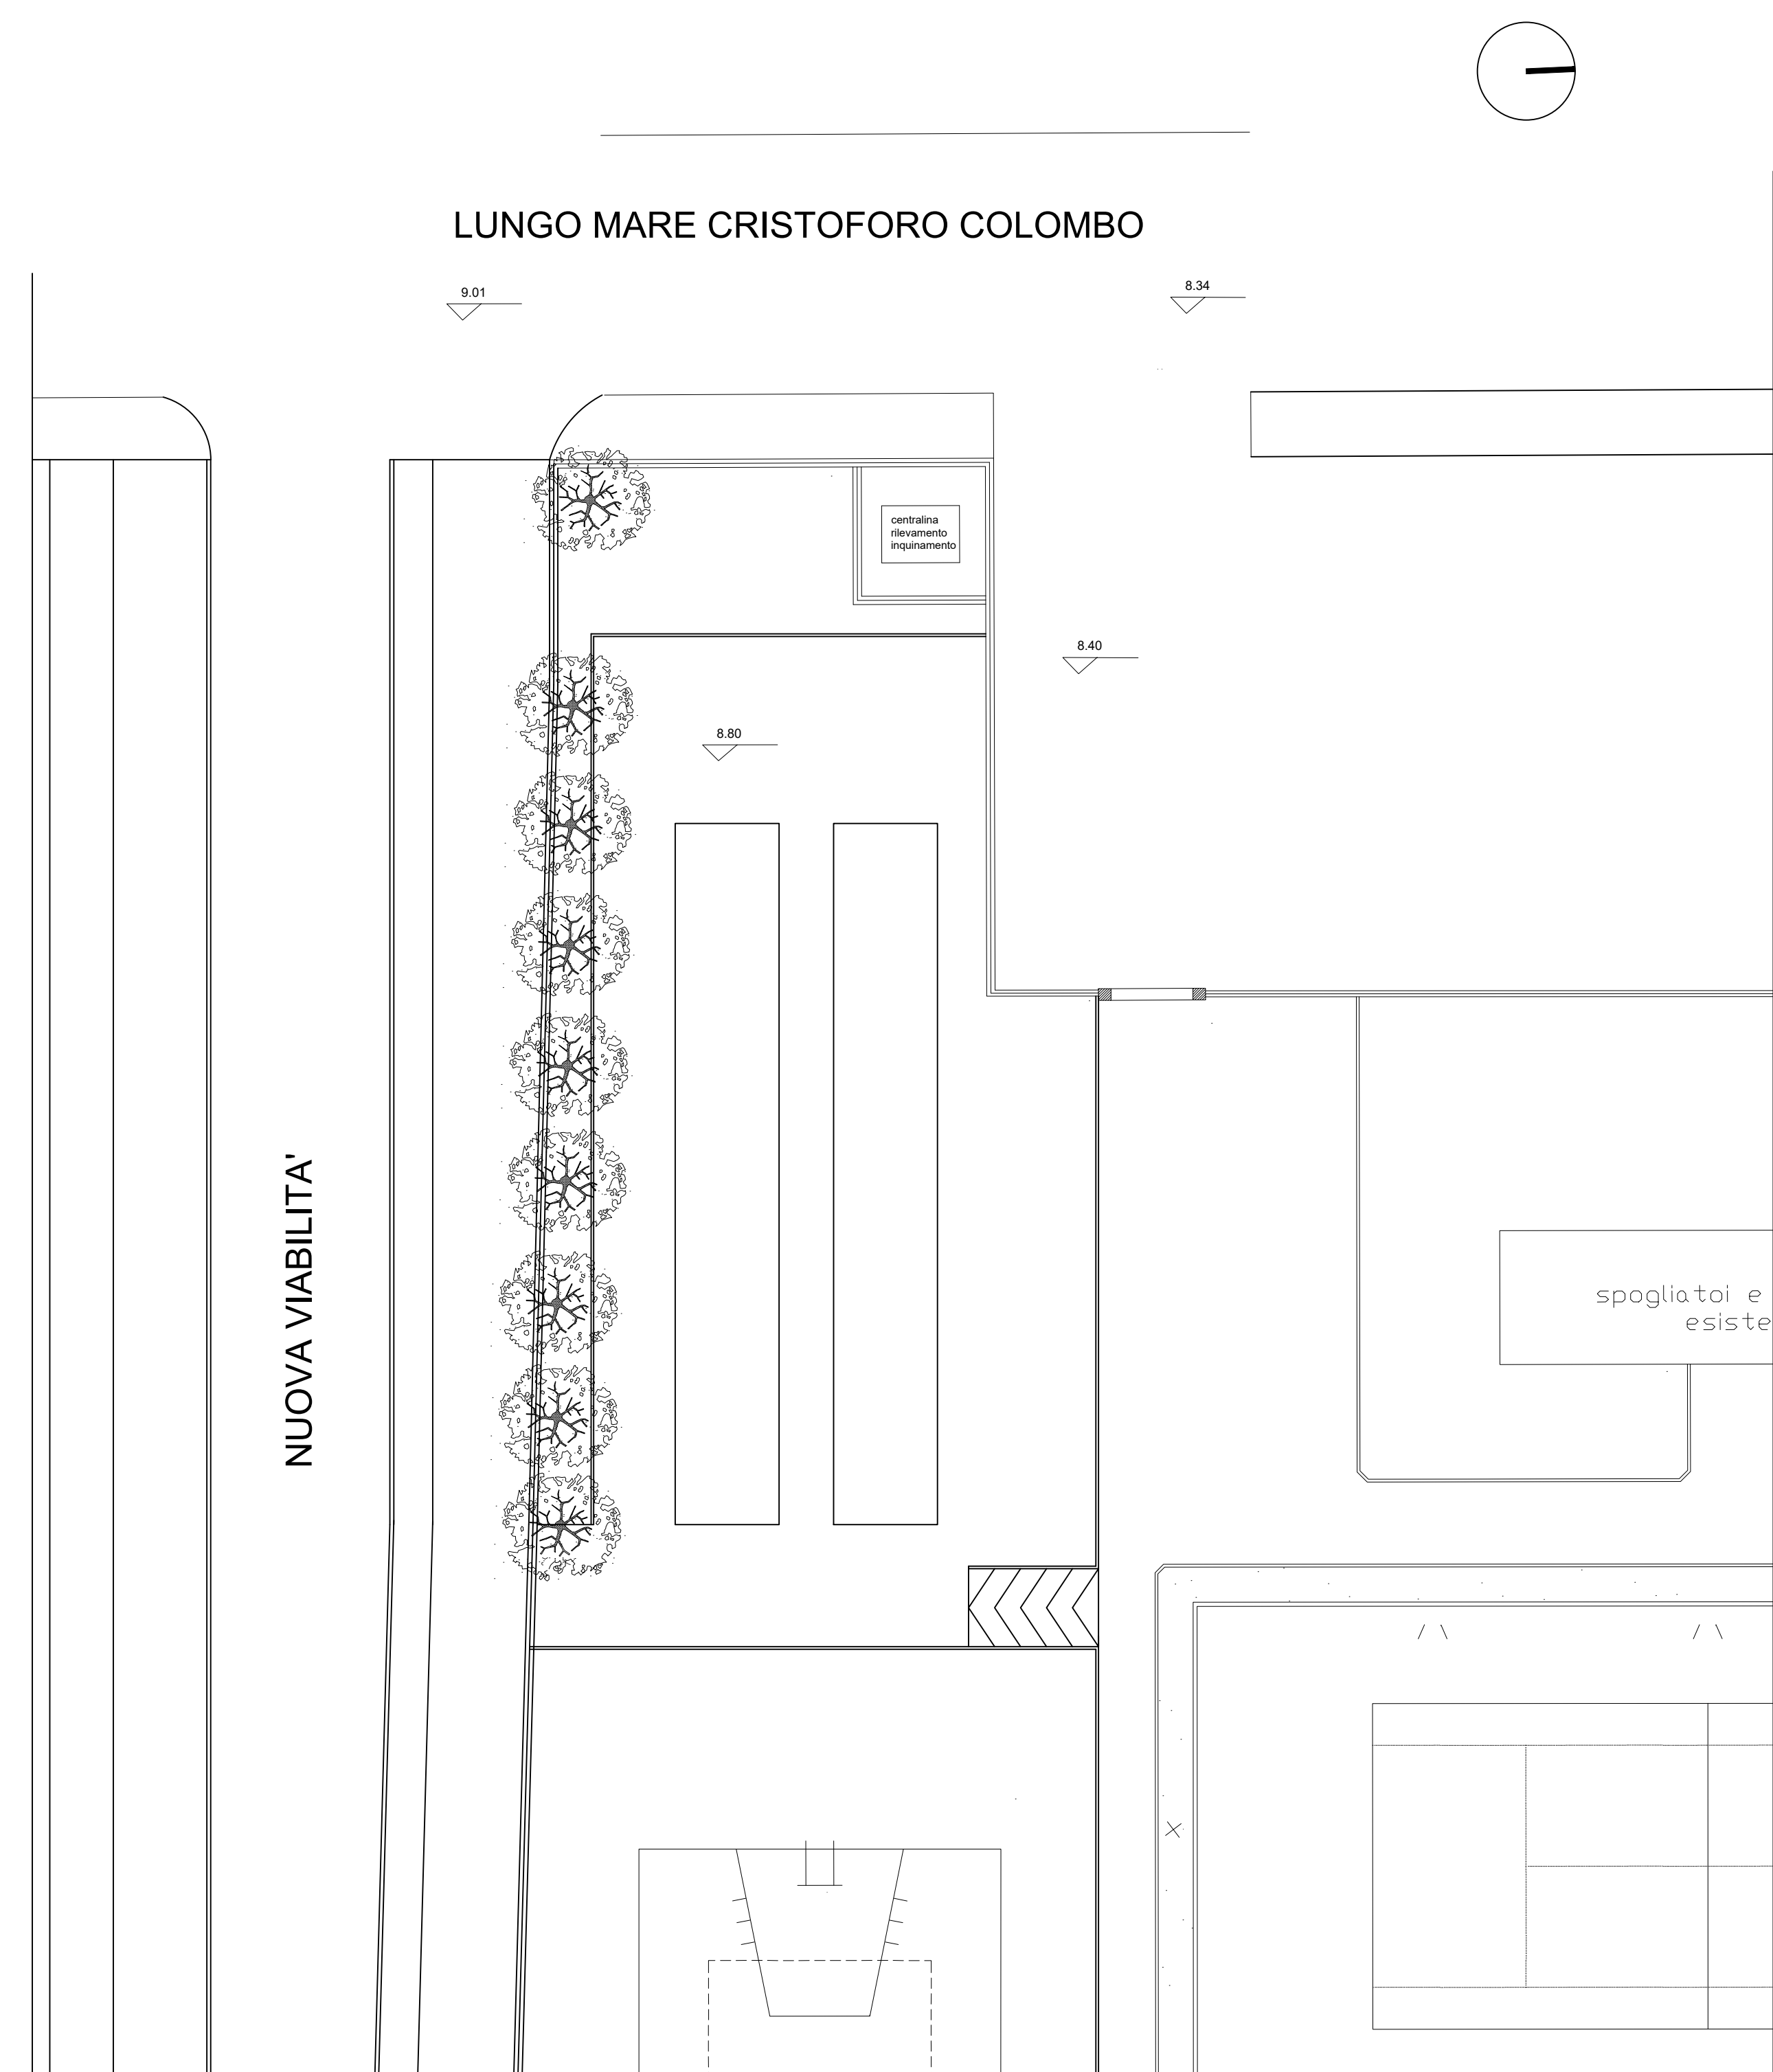 LUNGO MARE CRISTOFORO COLOMBO
9.01
8.34
centralina
rilevamento
inquinamento
8.40
8.80
NUOVA VIABILITA'
spogliatoi e
esiste